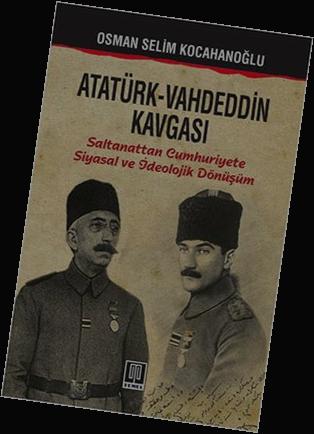 OSMAN SELİM KOCAHANOĞLU
ATATÜRK-VAHDEDDİN
KAVGASI
Saltanattan Cumhuriyete
Siyasal ve İdeolojik Dönüşüm
TEMEL